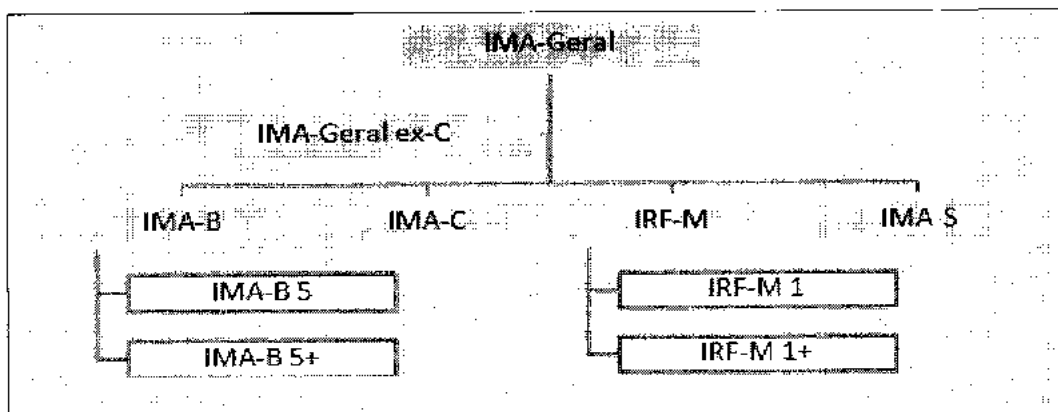 IMA-Geral
IMA-Geral ex-C
IMA-B IMA-C IRF-M IMA-S
IMA-B 5 IRF-M 1
IMA-B 5+ IRF-M 1+